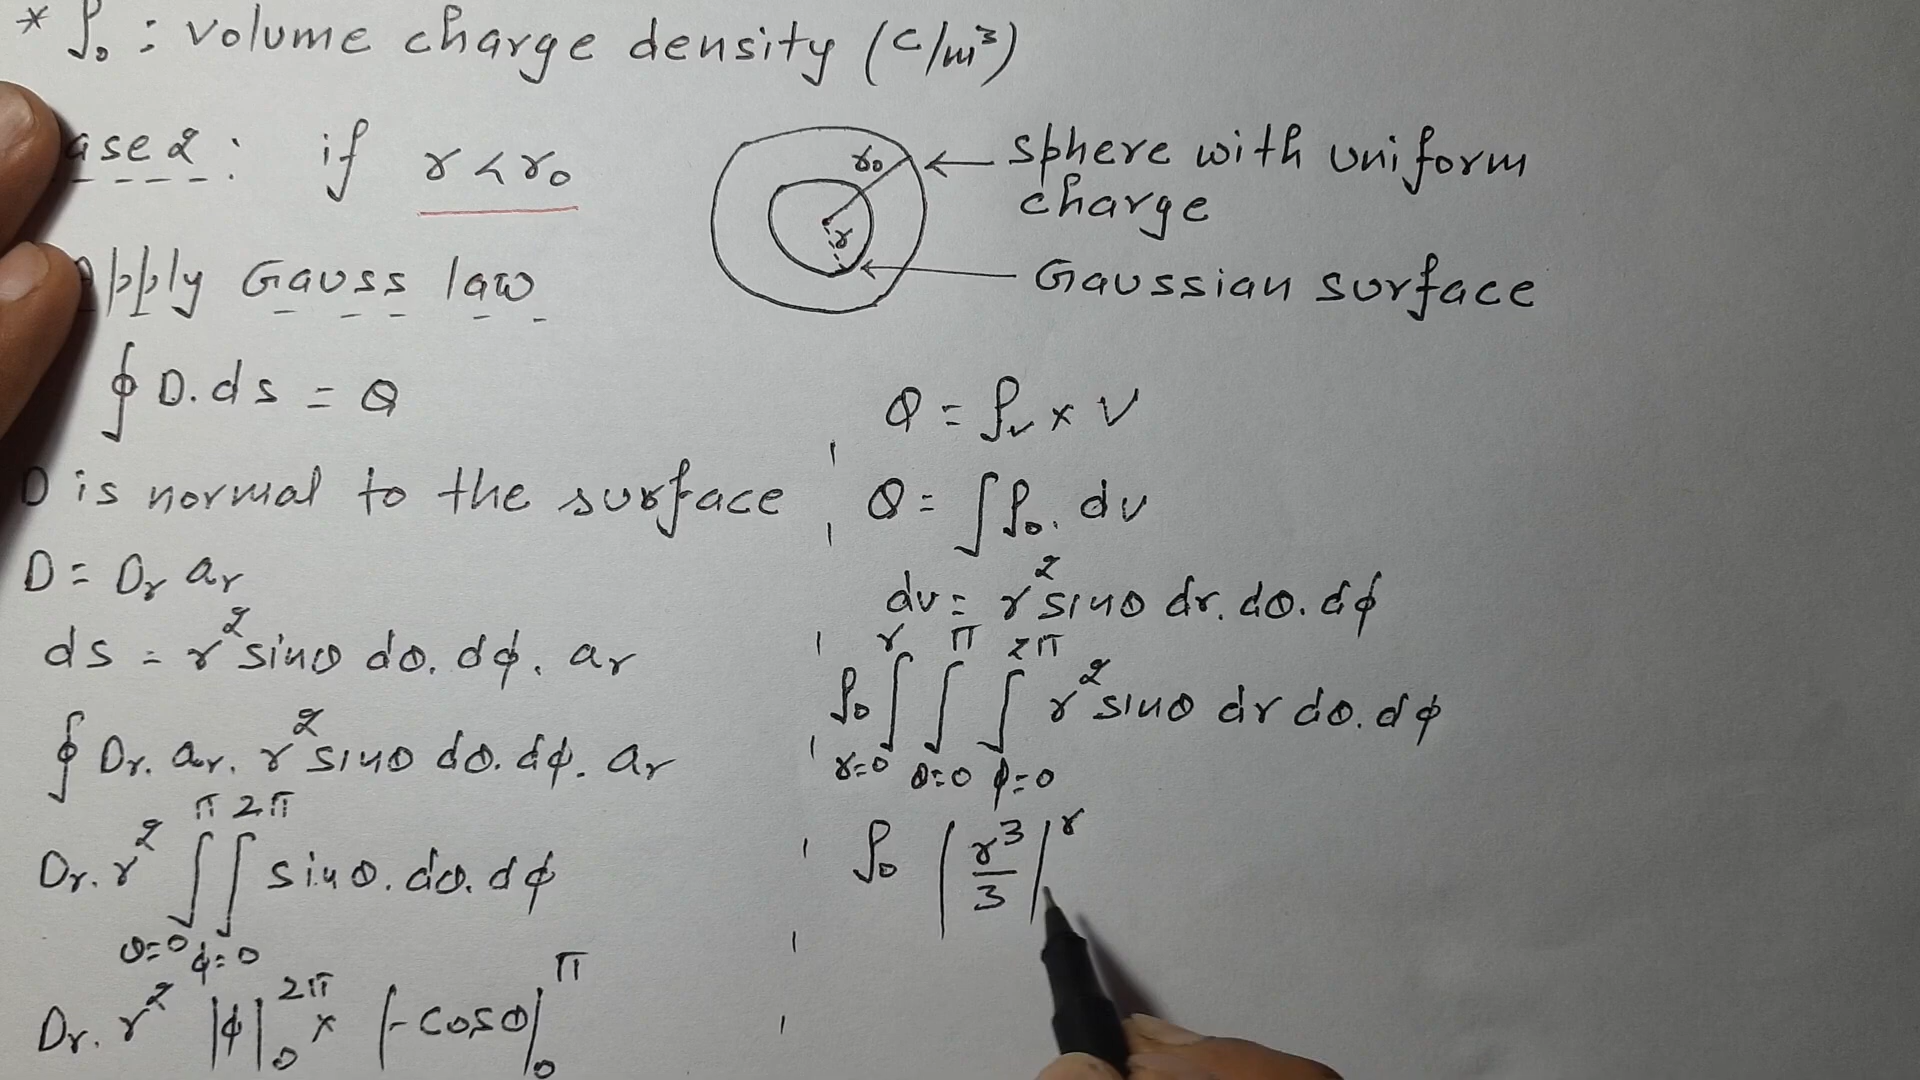 * ρ₀ : volume charge density (c/m³)
ase 2 : if r < r₀
r₀
r
sphere with uniform
charge
Gaussian surface
Apply Gauss law
∮ D. ds = Q
D is normal to the surface
D = Dr ar
ds = r² sinθ dθ. dϕ. ar
∮ Dr. ar. r² sinθ dθ. dϕ. ar
π 2π
Dr. r² ∫∫ sinθ. dθ. dϕ
θ=0 ϕ=0
Dr. r² |ϕ|₀ 2π × |-cosθ|₀ π
Q = ρv × V
Q = ∫ρ₀. dv
dv = r² sinθ dr. dθ. dϕ
r π 2π
ρ₀ ∫ ∫ ∫ r² sinθ dr dθ. dϕ
r=0 θ=0 ϕ=0
ρ₀ | r³/3 | r